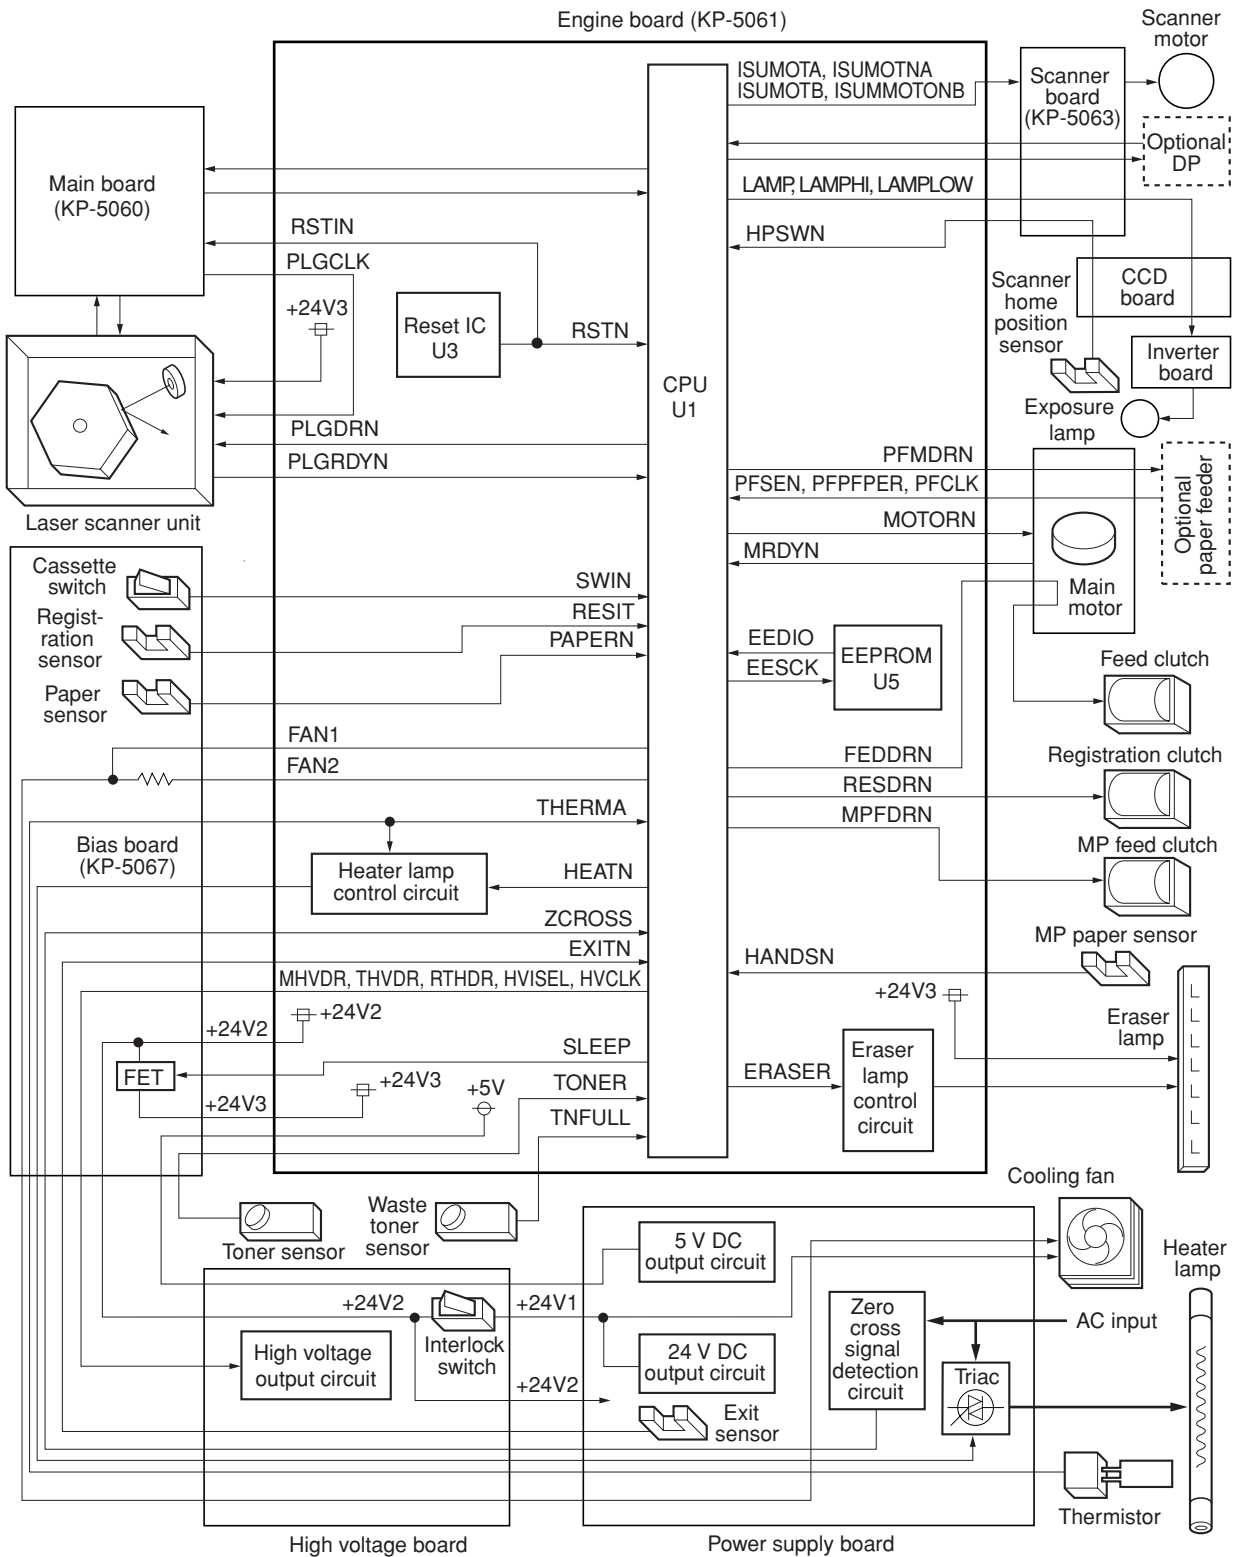 Engine board (KP-5061)
Scanner
motor
ISUMOTA, ISUMOTNA
ISUMOTB, ISUMMOTONB
Scanner
board
(KP-5063)
Optional
DP
Main board
(KP-5060)
LAMP, LAMPHI, LAMPLOW
RSTIN
HPSWN
PLGCLK
+24V3
Reset IC
U3
RSTN
CPU
U1
Scanner
home
position
sensor
CCD
board
Inverter
board
Exposure
lamp
PLGDRN
PLGRDYN
Laser scanner unit
PFMDRN
PFSEN, PFPFPER, PFCLK
MOTORN
MRDYN
Optional
paper feeder
Main
motor
Cassette
switch
SWIN
Regist-
ration
sensor
RESIT
PAPERN
Paper
sensor
EEDIO
EESCK
EEPROM
U5
Feed clutch
FAN1
FAN2
FEDDRN
Registration clutch
RESDRN
THERMA
MPFDRN
Bias board
(KP-5067)
MP feed clutch
Heater lamp
control circuit
HEATN
ZCROSS
EXITN
MP paper sensor
HANDSN
MHVDR, THVDR, RTHDR, HVISEL, HVCLK
+24V3
+24V2
+24V2
Eraser
lamp
SLEEP
FET
+24V3
+24V3
+5V
TONER
TNFULL
ERASER
Eraser
lamp
control
circuit
Cooling fan
Toner sensor
Waste
toner
sensor
5 V DC
output circuit
Heater
lamp
+24V2
+24V1
Interlock
switch
Zero
cross
signal
detection
circuit
AC input
High voltage
output circuit
24 V DC
output circuit
Triac
+24V2
Exit
sensor
Thermistor
High voltage board
Power supply board